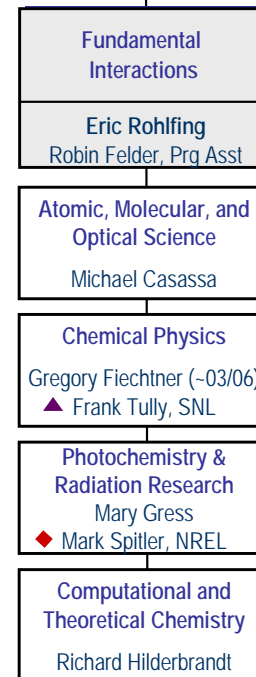 Fundamental
Interactions
Eric Rohlfing
Robin Felder, Prg Asst
Atomic, Molecular, and
Optical Science
Michael Casassa
Chemical Physics
Gregory Fiechtner (~03/06)
Frank Tully, SNL
Photochemistry &
Radiation Research
Mary Gress
Mark Spitler, NREL
Computational and
Theoretical Chemistry
Richard Hilderbrandt